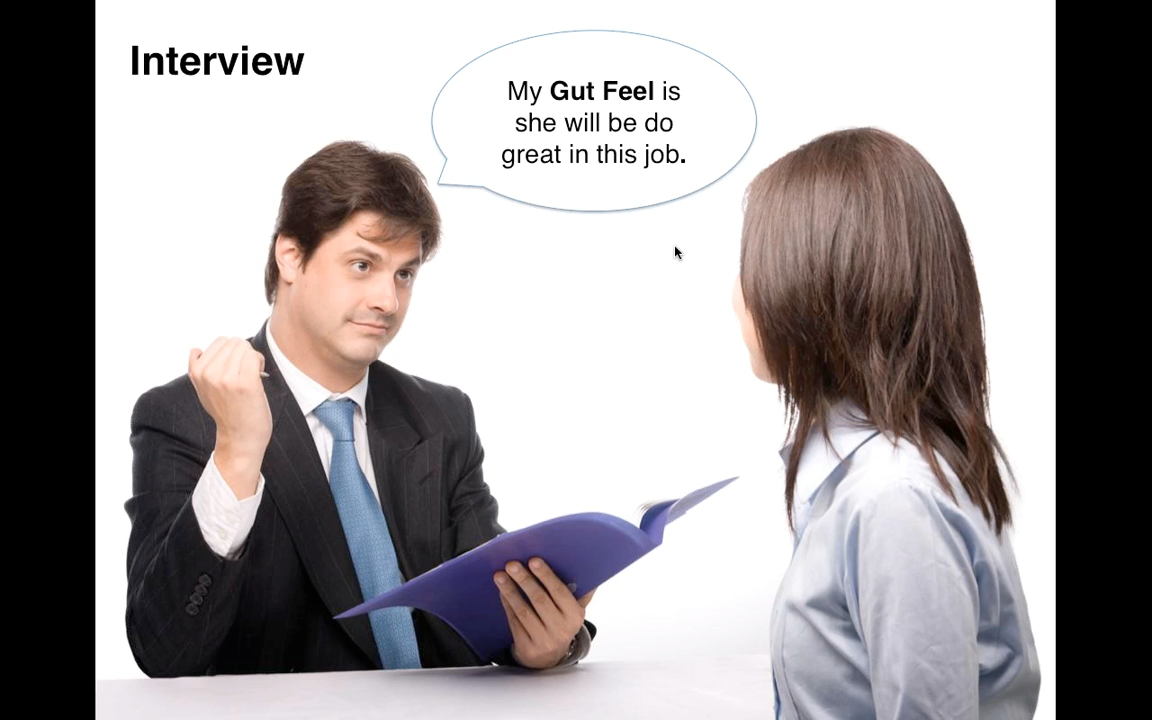 Interview
My Gut Feel is
she will be do
great in this job.